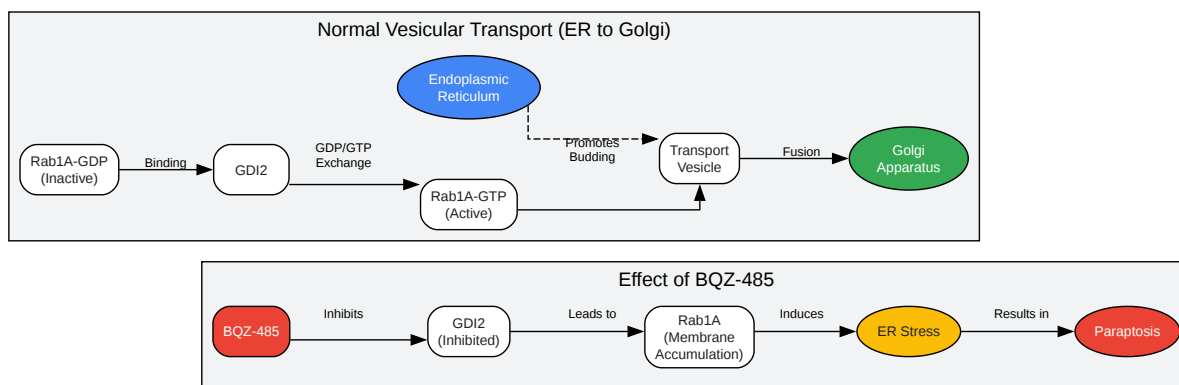 Normal Vesicular Transport (ER to Golgi)
Endoplasmic
Reticulum
Rab1A-GDP
(Inactive)
Binding
GDI2
GDP/GTP
Exchange
Rab1A-GTP
(Active)
Promotes
Budding
Transport
Vesicle
Fusion
Golgi
Apparatus
Effect of BQZ-485
BQZ-485
Inhibits
GDI2
(Inhibited)
Leads to
Rab1A
(Membrane
Accumulation)
Induces
ER Stress
Results in
Paraptosis